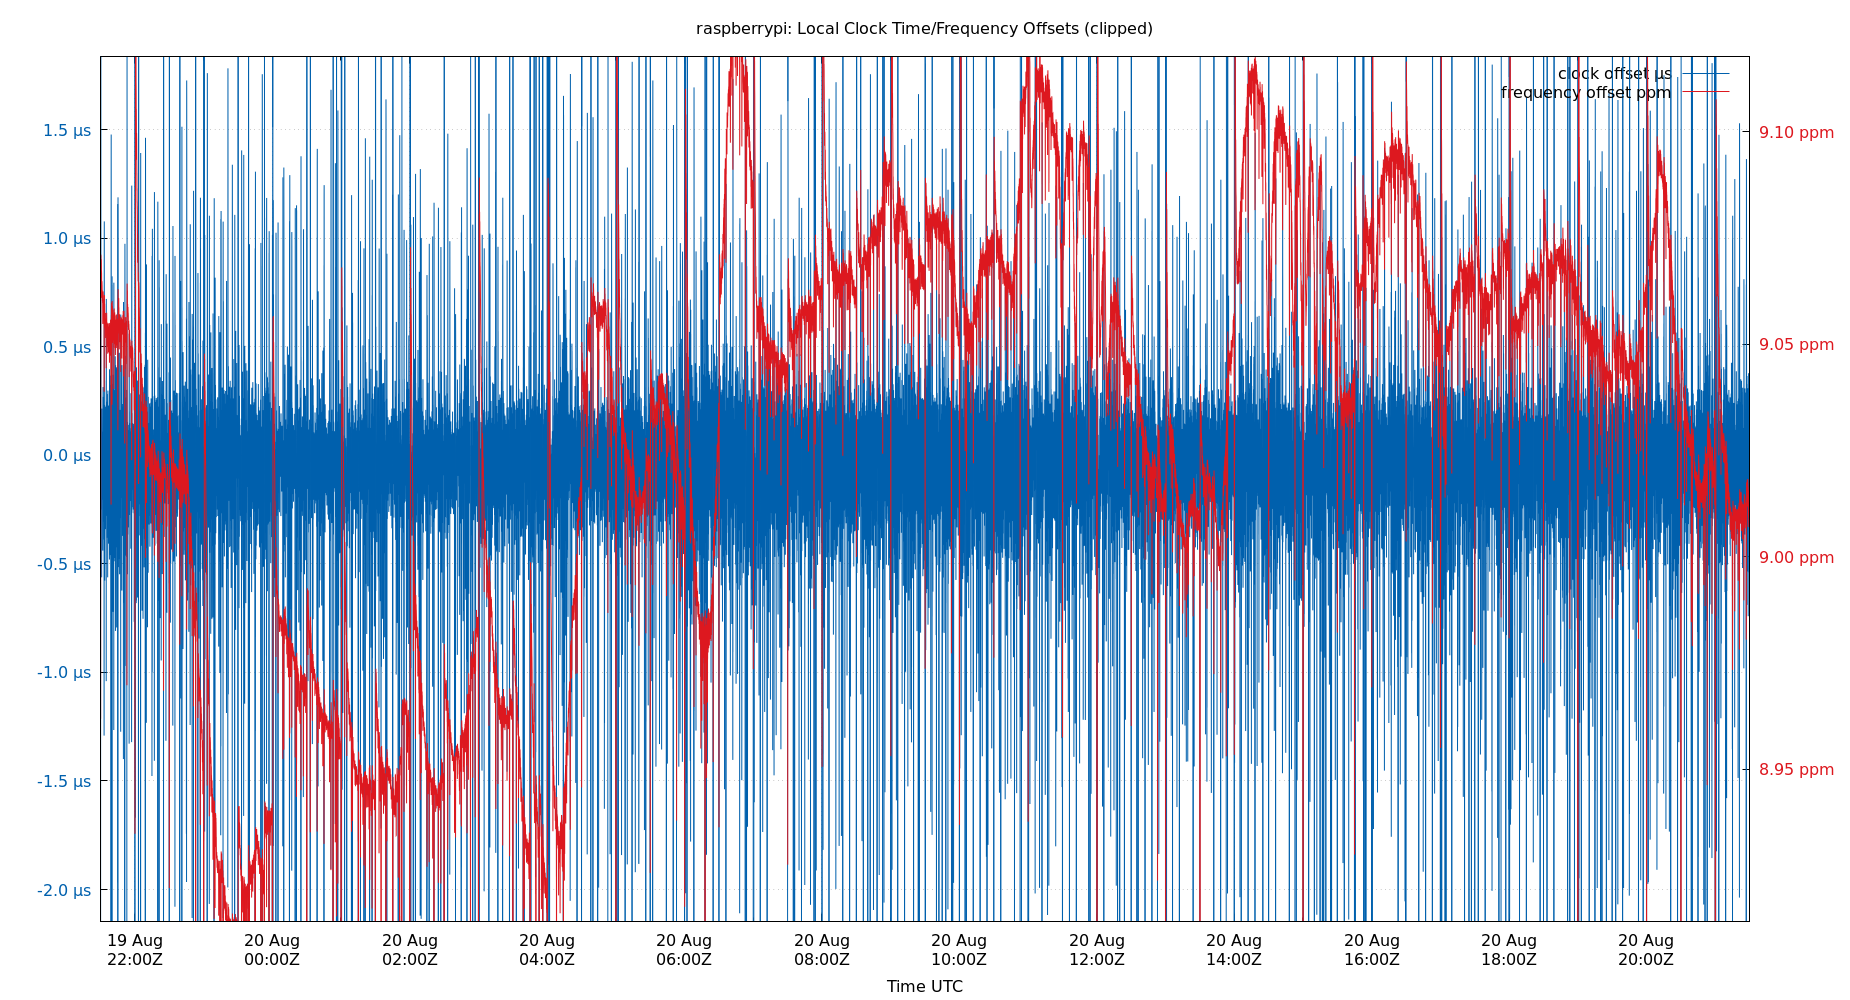 raspberrypi: Local Clock Time/Frequency Offsets (clipped)
clock offset µs
frequency offset ppm
1.5 µs
1.0 µs
0.5 µs
0.0 µs
-0.5 µs
-1.0 µs
-1.5 µs
-2.0 µs
9.10 ppm
9.05 ppm
9.00 ppm
8.95 ppm
19 Aug 20 Aug 20 Aug 20 Aug 20 Aug 20 Aug 20 Aug 20 Aug 20 Aug 20 Aug 20 Aug 20 Aug
22:00Z 00:00Z 02:00Z 04:00Z 06:00Z 08:00Z 10:00Z 12:00Z 14:00Z 16:00Z 18:00Z 20:00Z
Time UTC